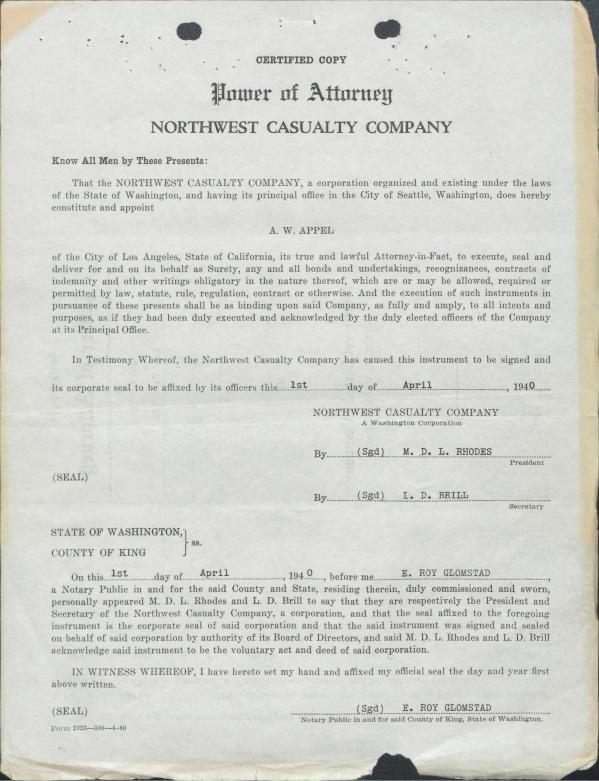 CERTIFIED COPY
Power of Attorney
NORTHWEST CASUALTY COMPANY
Know All Men by These Presents:
That the NORTHWEST CASUALTY COMPANY, a corporation organized and existing under the laws
of the State of Washington, and having its principal office in the City of Seattle, Washington, does hereby
constitute and appoint
A. W. APPEL
of the City of Los Angeles, State of California, its true and lawful Attorney-in-Fact, to execute, seal and
deliver for and on its behalf as Surety, any and all bonds and undertakings, recognizances, contracts of
indemnity and other writings obligatory in the nature thereof, which are or may be allowed, required or
permitted by law, statute, rule, regulation, contract or otherwise. And the execution of such instruments in
pursuance of these presents shall be as binding upon said Company, as fully and amply, to all intents and
purposes, as if they had been duly executed and acknowledged by the duly elected officers of the Company
at its Principal Office.
In Testimony Whereof, the Northwest Casualty Company has caused this instrument to be signed and
its corporate seal to be affixed by its officers this 1st day of April, 1940
NORTHWEST CASUALTY COMPANY
A Washington Corporation
By (Sgd) M. D. L. RHODES
President
(SEAL)
By (Sgd) L. D. BRILL
Secretary
STATE OF WASHINGTON,
} ss.
COUNTY OF KING
On this 1st day of April, 1940, before me E. ROY GLOMSTAD,
a Notary Public in and for the said County and State, residing therein, duly commissioned and sworn,
personally appeared M. D. L. Rhodes and L. D. Brill to say that they are respectively the President and
Secretary of the Northwest Casualty Company, a corporation, and that the seal affixed to the foregoing
instrument is the corporate seal of said corporation and that the said instrument was signed and sealed
on behalf of said corporation by authority of its Board of Directors, and said M. D. L. Rhodes and L. D. Brill
acknowledge said instrument to be the voluntary act and deed of said corporation.
IN WITNESS WHEREOF, I have hereto set my hand and affixed my official seal the day and year first
above written.
(SEAL)
(Sgd) E. ROY GLOMSTAD
Notary Public in and for said County of King, State of Washington.
Form 2323—300—4-40